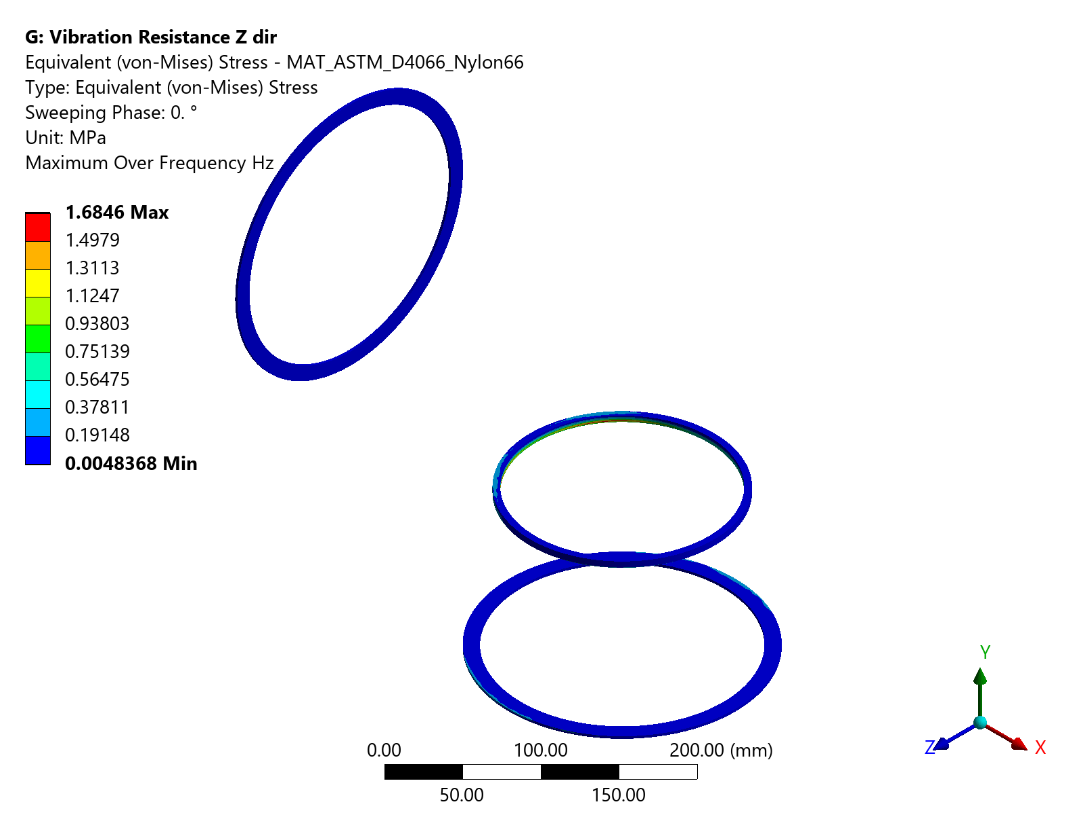 G: Vibration Resistance Z dir
Equivalent (von-Mises) Stress - MAT_ASTM_D4066_Nylon66
Type: Equivalent (von-Mises) Stress
Sweeping Phase: 0. °
Unit: MPa
Maximum Over Frequency Hz
1.6846 Max
1.4979
1.3113
1.1247
0.93803
0.75139
0.56475
0.37811
0.19148
0.0048368 Min
Y
Z
X
0.00 100.00 200.00 (mm)
50.00 150.00